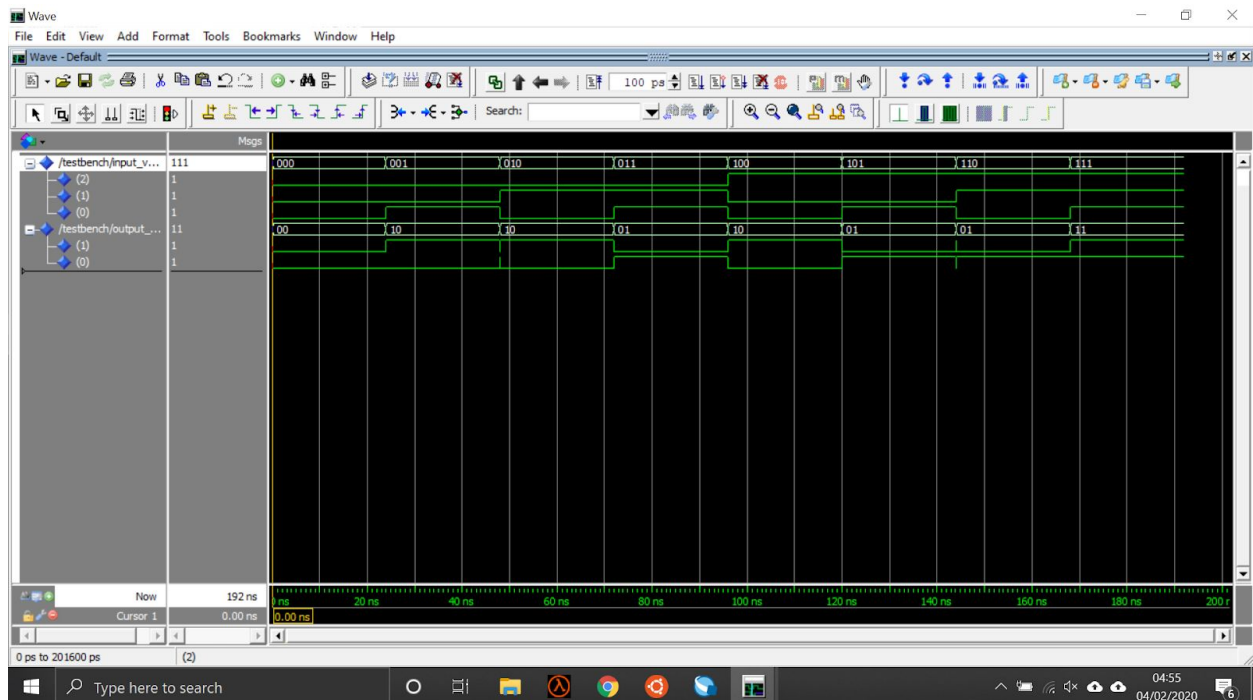 Wave
File Edit View Add Format Tools Bookmarks Window Help
Wave - Default
100 ps
Search:
Msgs
/testbench/input_v... 111 000 001 010 011 100 101 110 111
(2) 1
(1) 1
(0) 1
/testbench/output_... 11 00 10 10 01 10 01 01 11
(1) 1
(0) 1
Now 192 ns ns 20 ns 40 ns 60 ns 80 ns 100 ns 120 ns 140 ns 160 ns 180 ns 200 n
Cursor 1 0.00 ns 0.00 ns
0 ps to 201600 ps (2)
Type here to search 04:55
04/02/2020 6